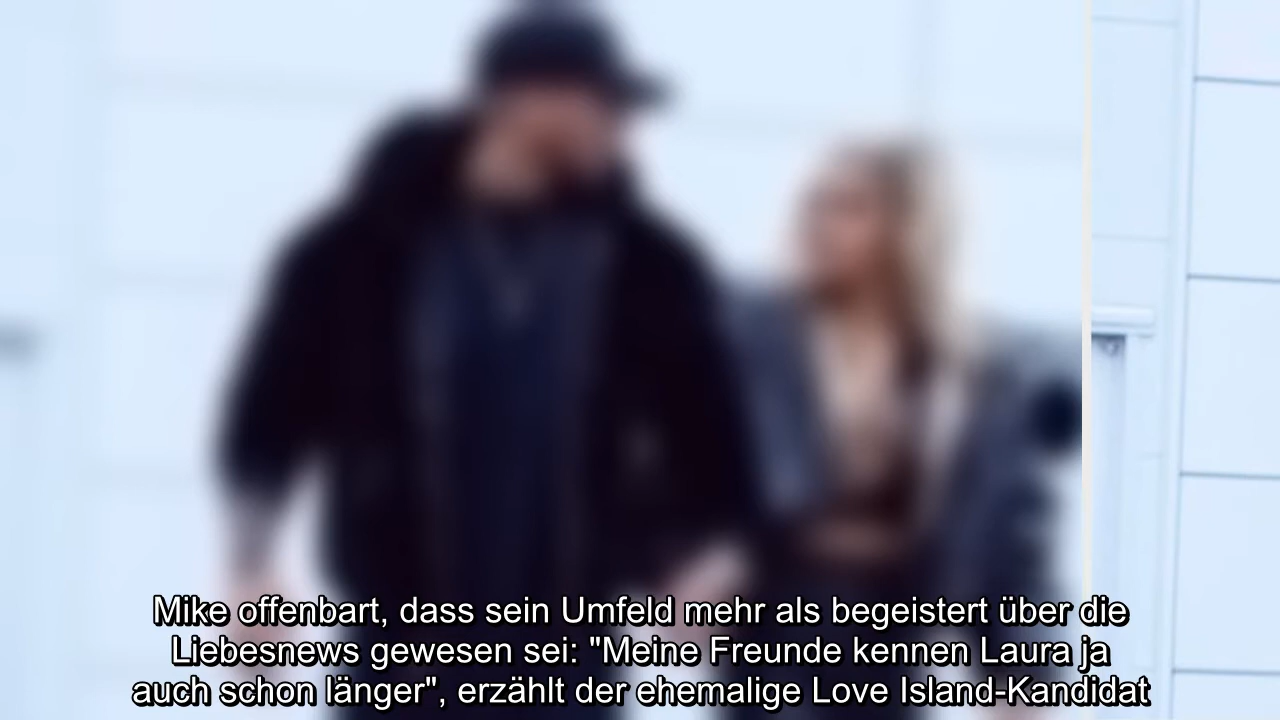 Mike offenbart, dass sein Umfeld mehr als begeistert über die
Liebesnews gewesen sei: "Meine Freunde kennen Laura ja
auch schon länger", erzählt der ehemalige Love Island-Kandidat